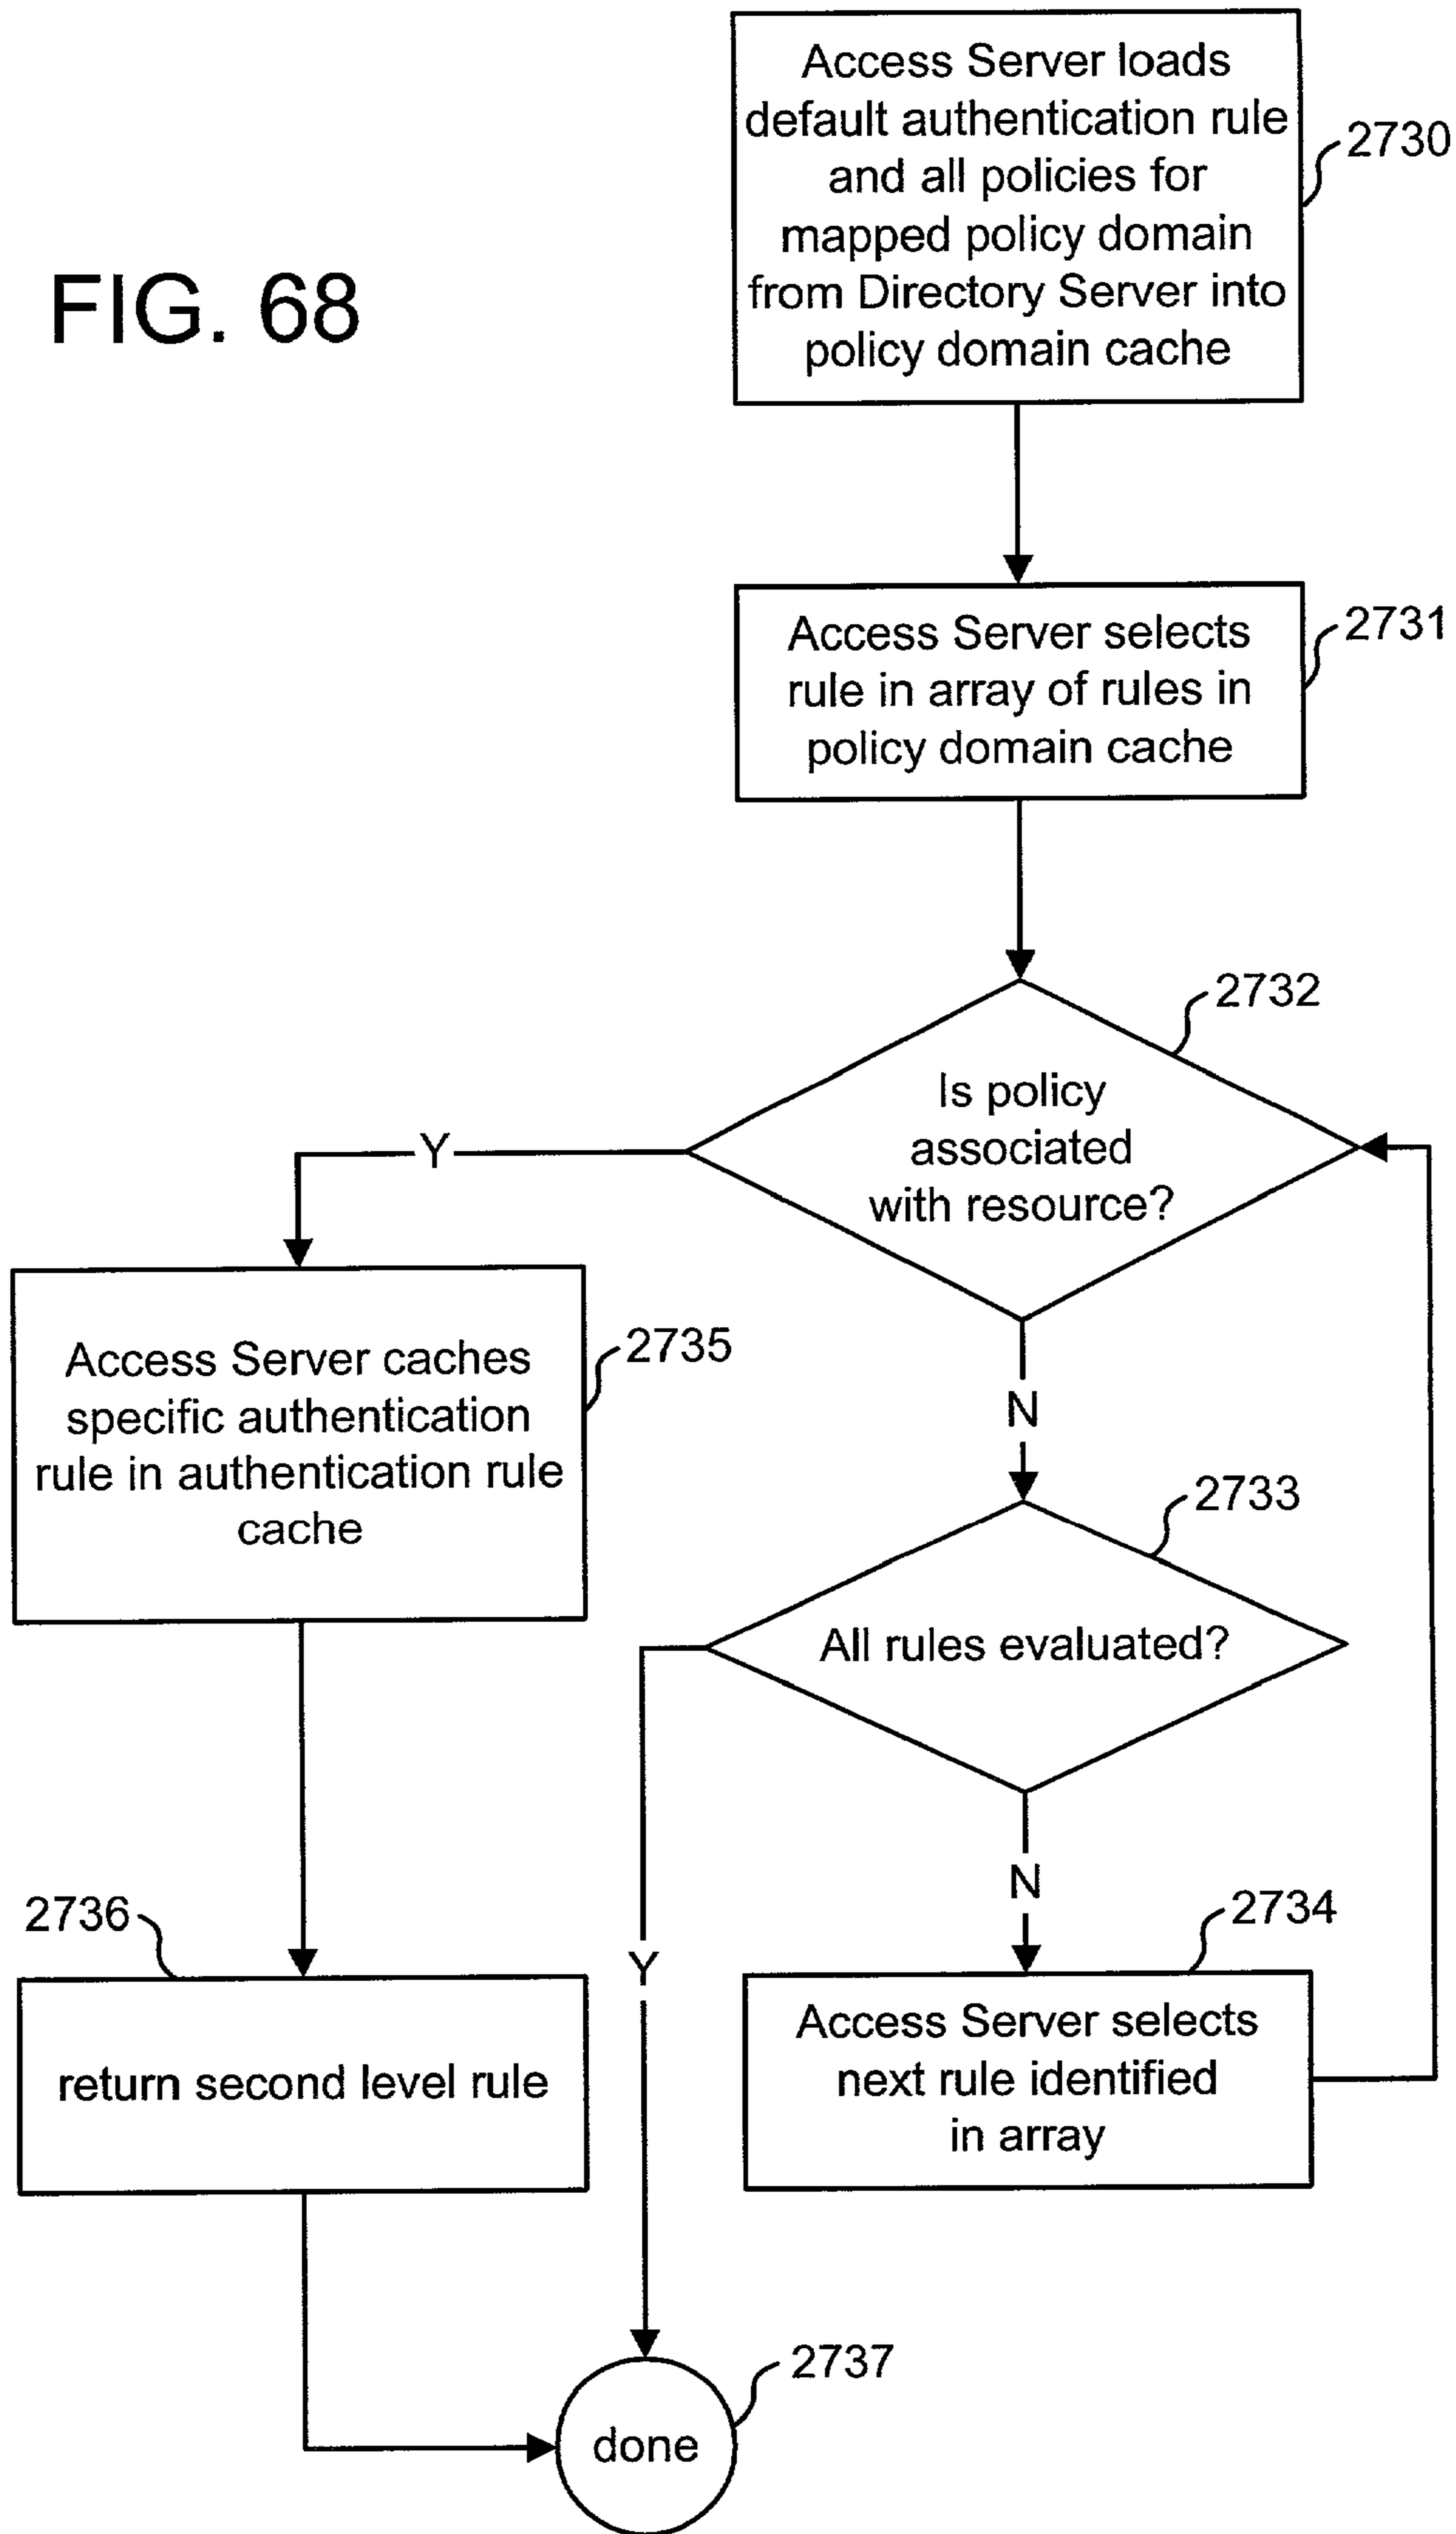 FIG. 68
Access Server loads
default authentication rule
and all policies for
mapped policy domain
from Directory Server into
policy domain cache
2730
Access Server selects
rule in array of rules in
policy domain cache
2731
Is policy
associated
with resource?
2732
Y
N
Access Server caches
specific authentication
rule in authentication rule
cache
2735
All rules evaluated?
2733
Y
N
return second level rule
2736
Access Server selects
next rule identified
in array
2734
done
2737